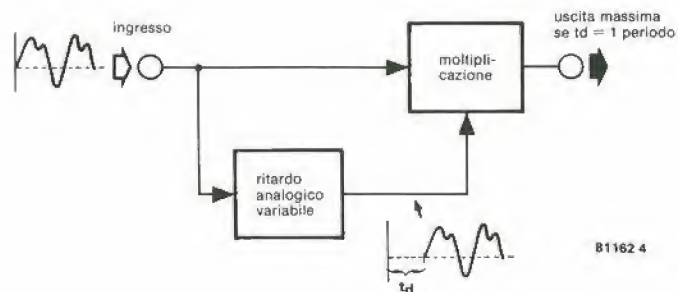 ingresso
uscita massima
se td = 1 periodo
moltipli-
cazione
ritardo
analogico
variabile
td
81162 4